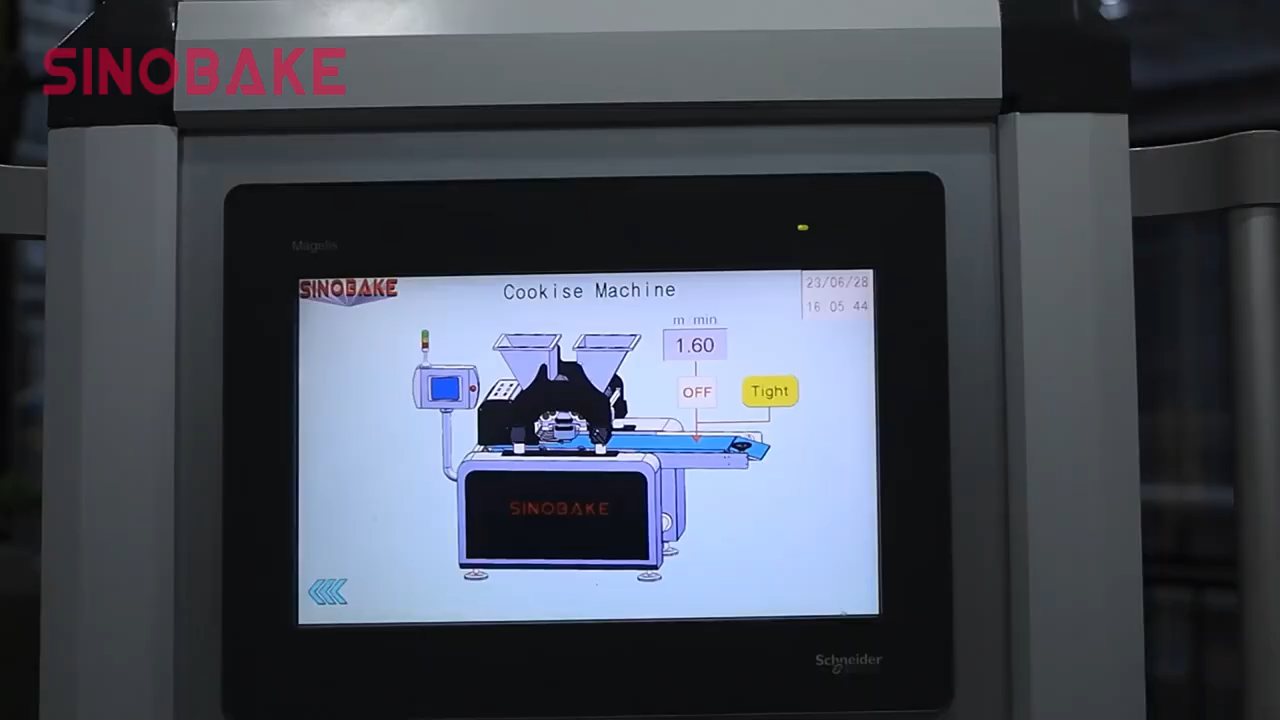 SINOBAKE
Magelis
SINOBAKE
Cookise Machine
23/06/28
16 05 44
m min
1.60
OFF
Tight
SINOBAKE
Schneider